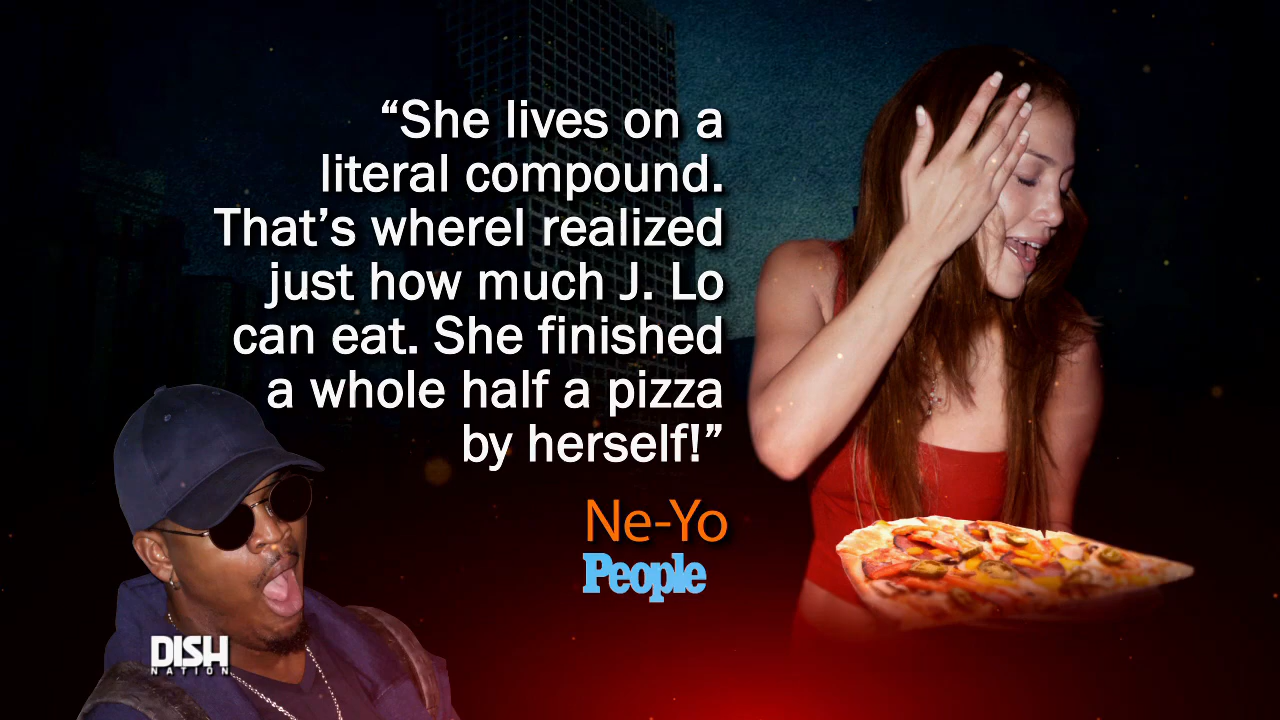 “She lives on a
literal compound.
That’s whereI realized
just how much J. Lo
can eat. She finished
a whole half a pizza
by herself!”
Ne-Yo
People
DISH
NATION